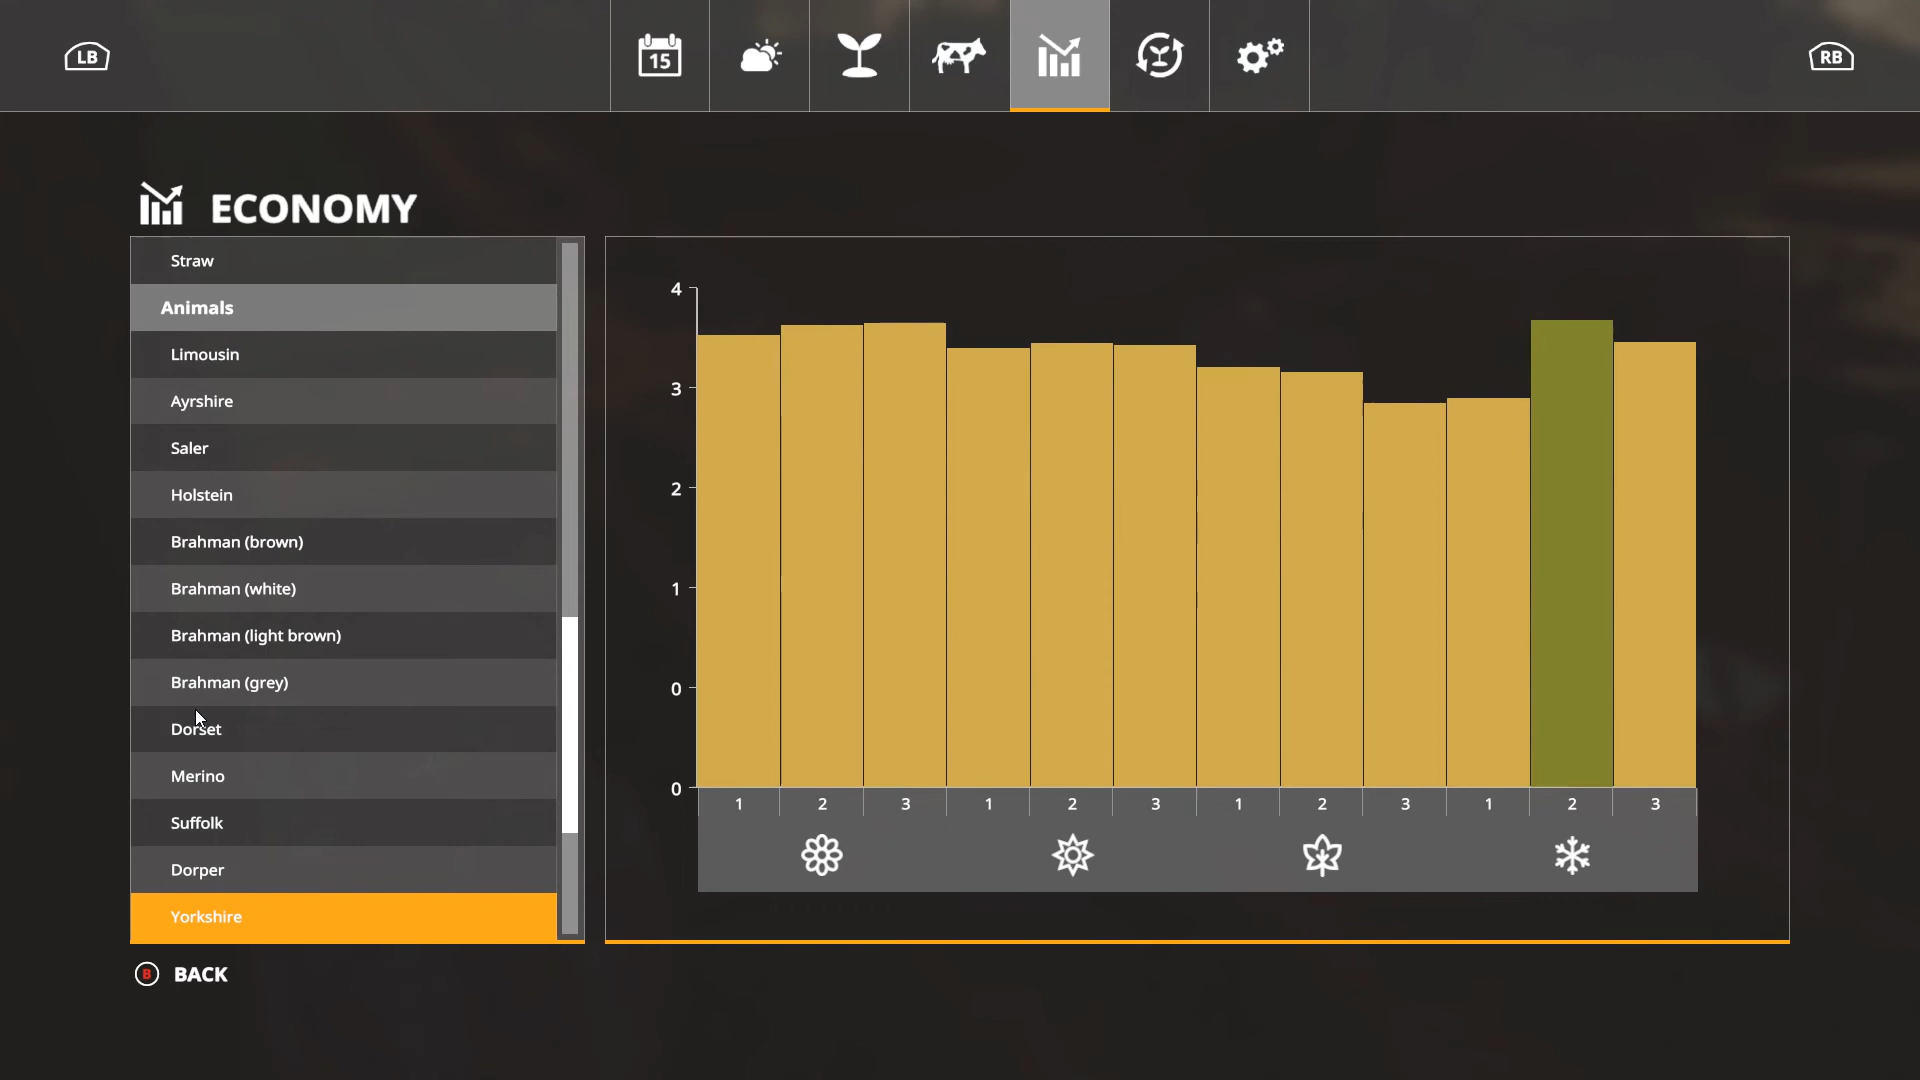 LB
15
RB
ECONOMY
Straw
Animals
Limousin
Ayrshire
Saler
Holstein
Brahman (brown)
Brahman (white)
Brahman (light brown)
Brahman (grey)
Dorset
Merino
Suffolk
Dorper
Yorkshire
4
3
2
1
0
0
1 2 3 1 2 3 1 2 3 1 2 3
B BACK